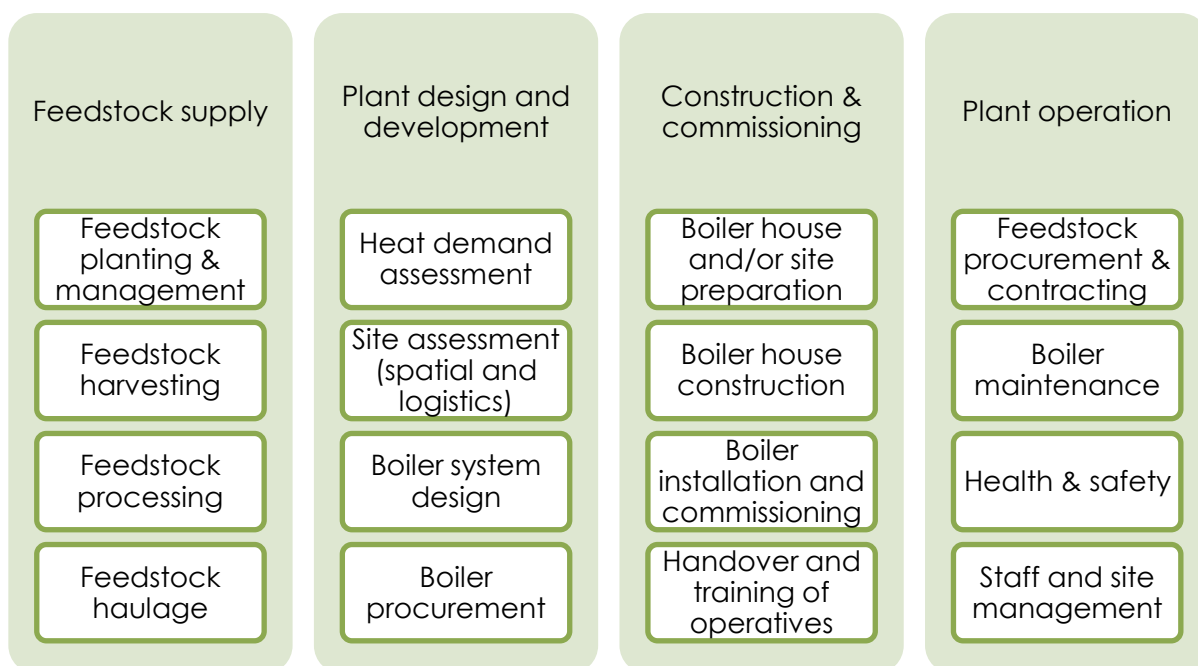 Feedstock supply
Feedstock
planting &
management
Feedstock
harvesting
Feedstock
processing
Feedstock
haulage
Plant design and
development
Heat demand
assessment
Site assessment
(spatial and
logistics)
Boiler system
design
Boiler
procurement
Construction &
commissioning
Boiler house
and/or site
preparation
Boiler house
construction
Boiler
installation and
commissioning
Handover and
training of
operatives
Plant operation
Feedstock
procurement &
contracting
Boiler
maintenance
Health & safety
Staff and site
management